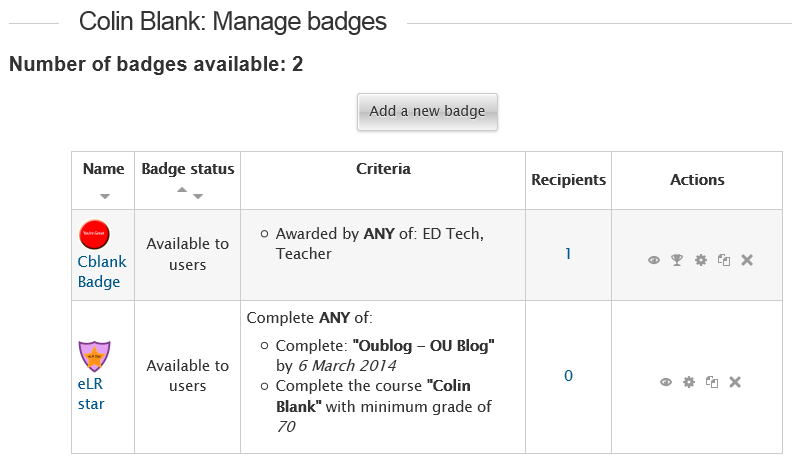 Colin Blank: Manage badges
Number of badges available: 2
Add a new badge
Name
Badge status
Criteria
Recipients
Actions
You're Great
Cblank
Badge
Available to
users
Awarded by ANY of: ED Tech,
Teacher
1
eLR
star
Available to
users
Complete ANY of:
Complete: "Oublog – OU Blog"
by 6 March 2014
Complete the course "Colin
Blank" with minimum grade of
70
0